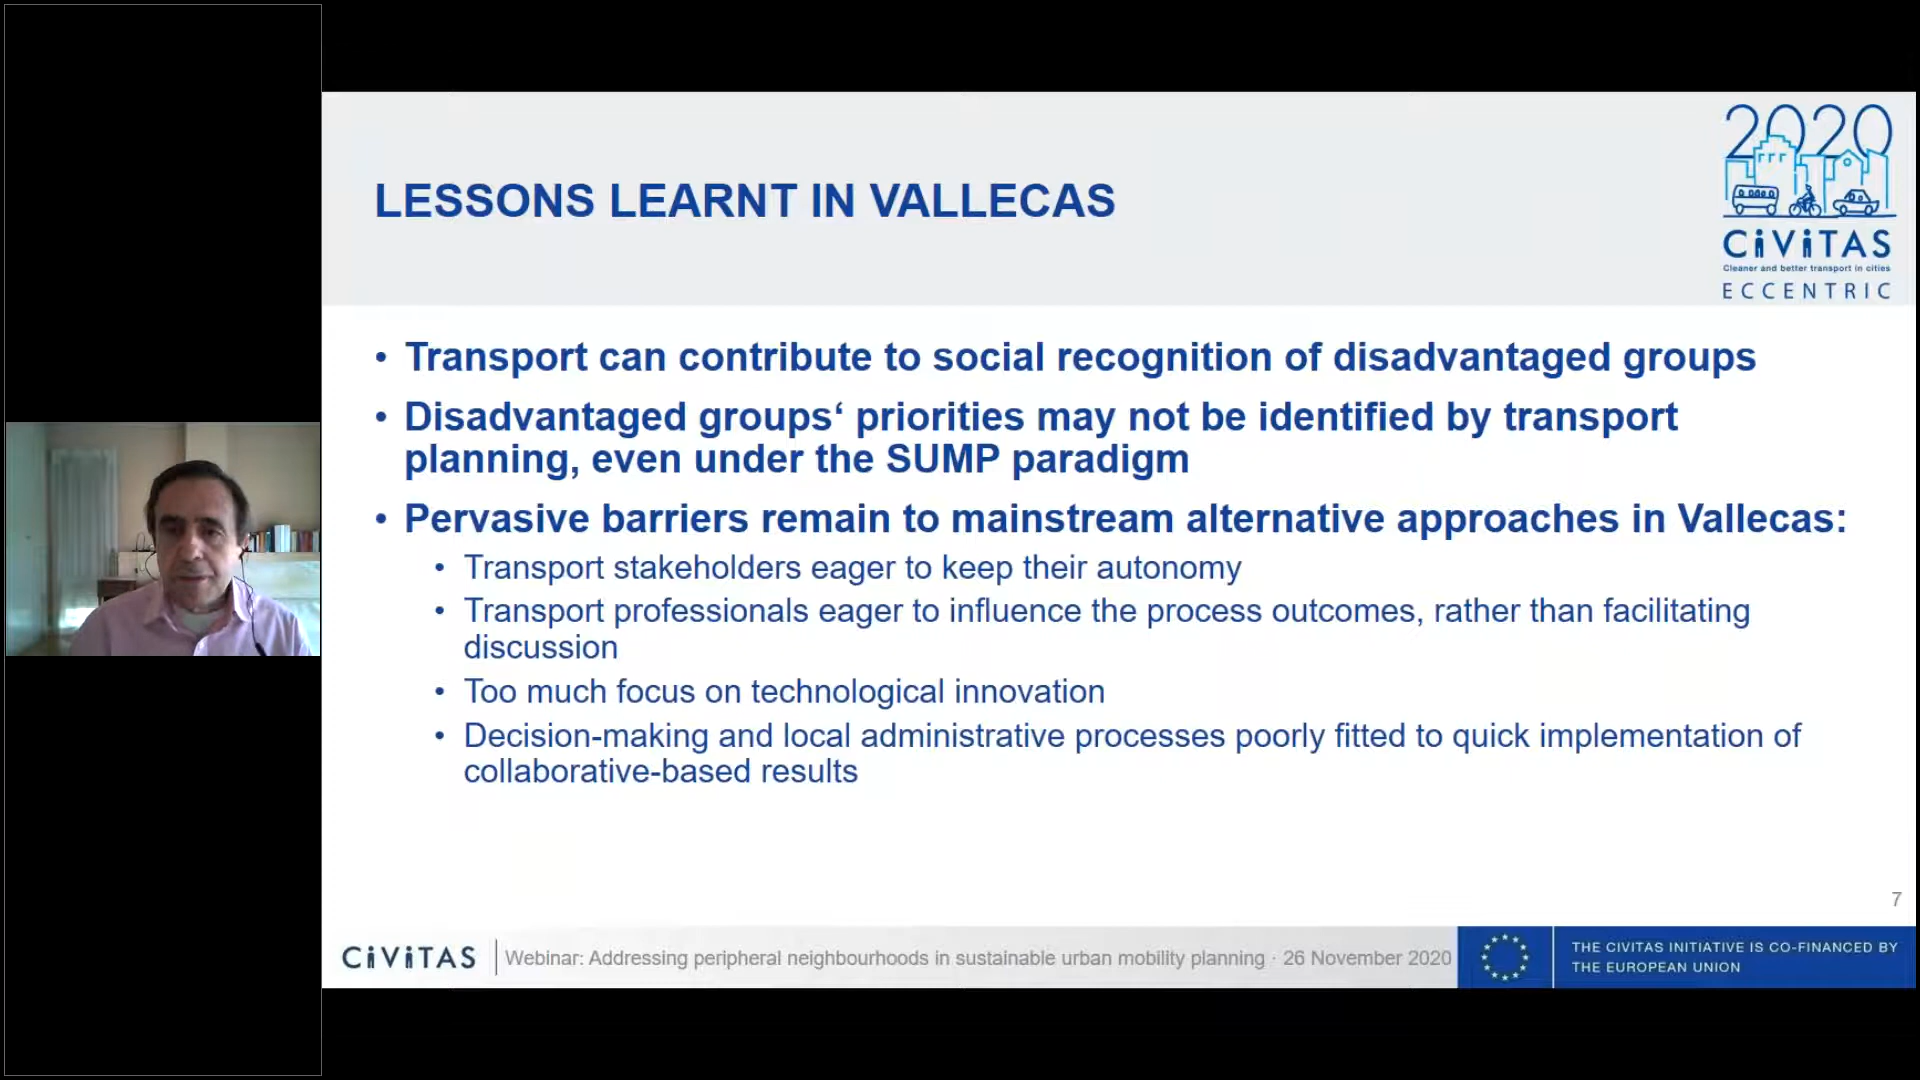 LESSONS LEARNT IN VALLECAS
2020
CiViTAS
Cleaner and better transport in cities
ECCENTRIC
• Transport can contribute to social recognition of disadvantaged groups
• Disadvantaged groups‘ priorities may not be identified by transport
planning, even under the SUMP paradigm
• Pervasive barriers remain to mainstream alternative approaches in Vallecas:
• Transport stakeholders eager to keep their autonomy
• Transport professionals eager to influence the process outcomes, rather than facilitating
discussion
• Too much focus on technological innovation
• Decision-making and local administrative processes poorly fitted to quick implementation of
collaborative-based results
7
CiViTAS
Webinar: Addressing peripheral neighbourhoods in sustainable urban mobility planning · 26 November 2020
THE CIVITAS INITIATIVE IS CO-FINANCED BY
THE EUROPEAN UNION